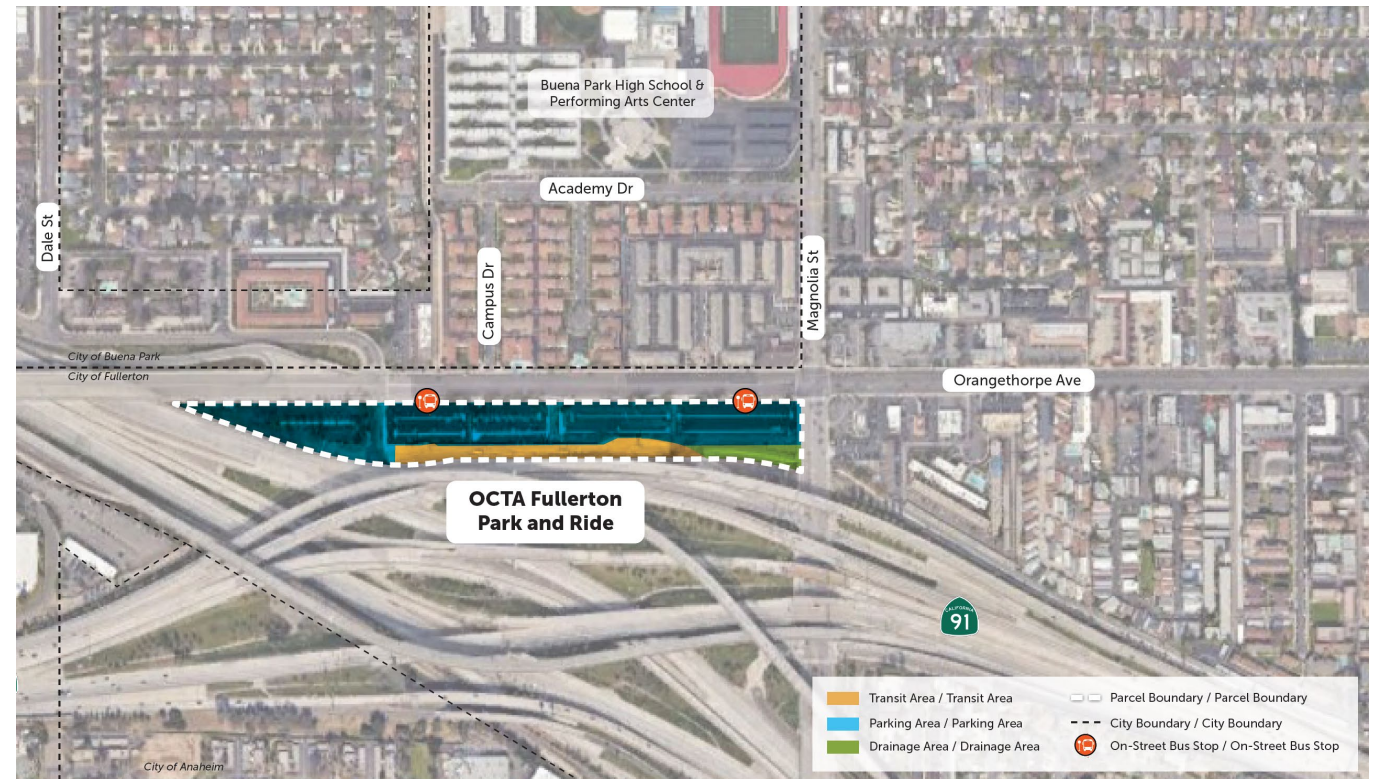 Buena Park High School &
Performing Arts Center
Academy Dr
Dale St
Campus Dr
Magnolia St
City of Buena Park
City of Fullerton
Orangethorpe Ave
OCTA Fullerton
Park and Ride
CALIFORNIA
91
City of Anaheim
Transit Area / Transit Area
Parking Area / Parking Area
Drainage Area / Drainage Area
Parcel Boundary / Parcel Boundary
City Boundary / City Boundary
On-Street Bus Stop / On-Street Bus Stop